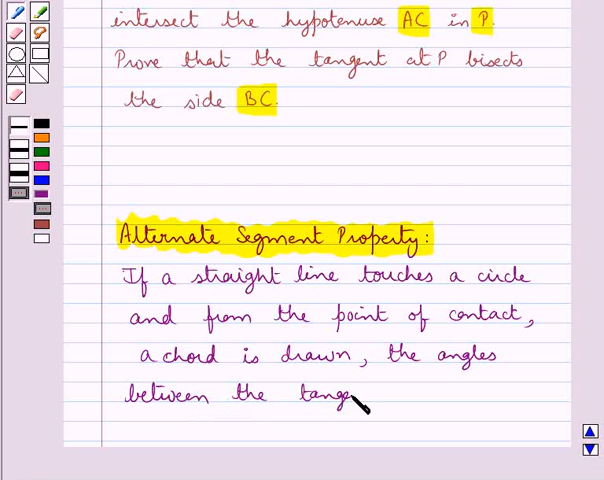 intersect the hypotenuse AC in P.
Prove that the tangent at P bisects
the side BC.
Alternate Segment Property:
If a straight line touches a circle
and from the point of contact,
a chord is drawn, the angles
between the tange